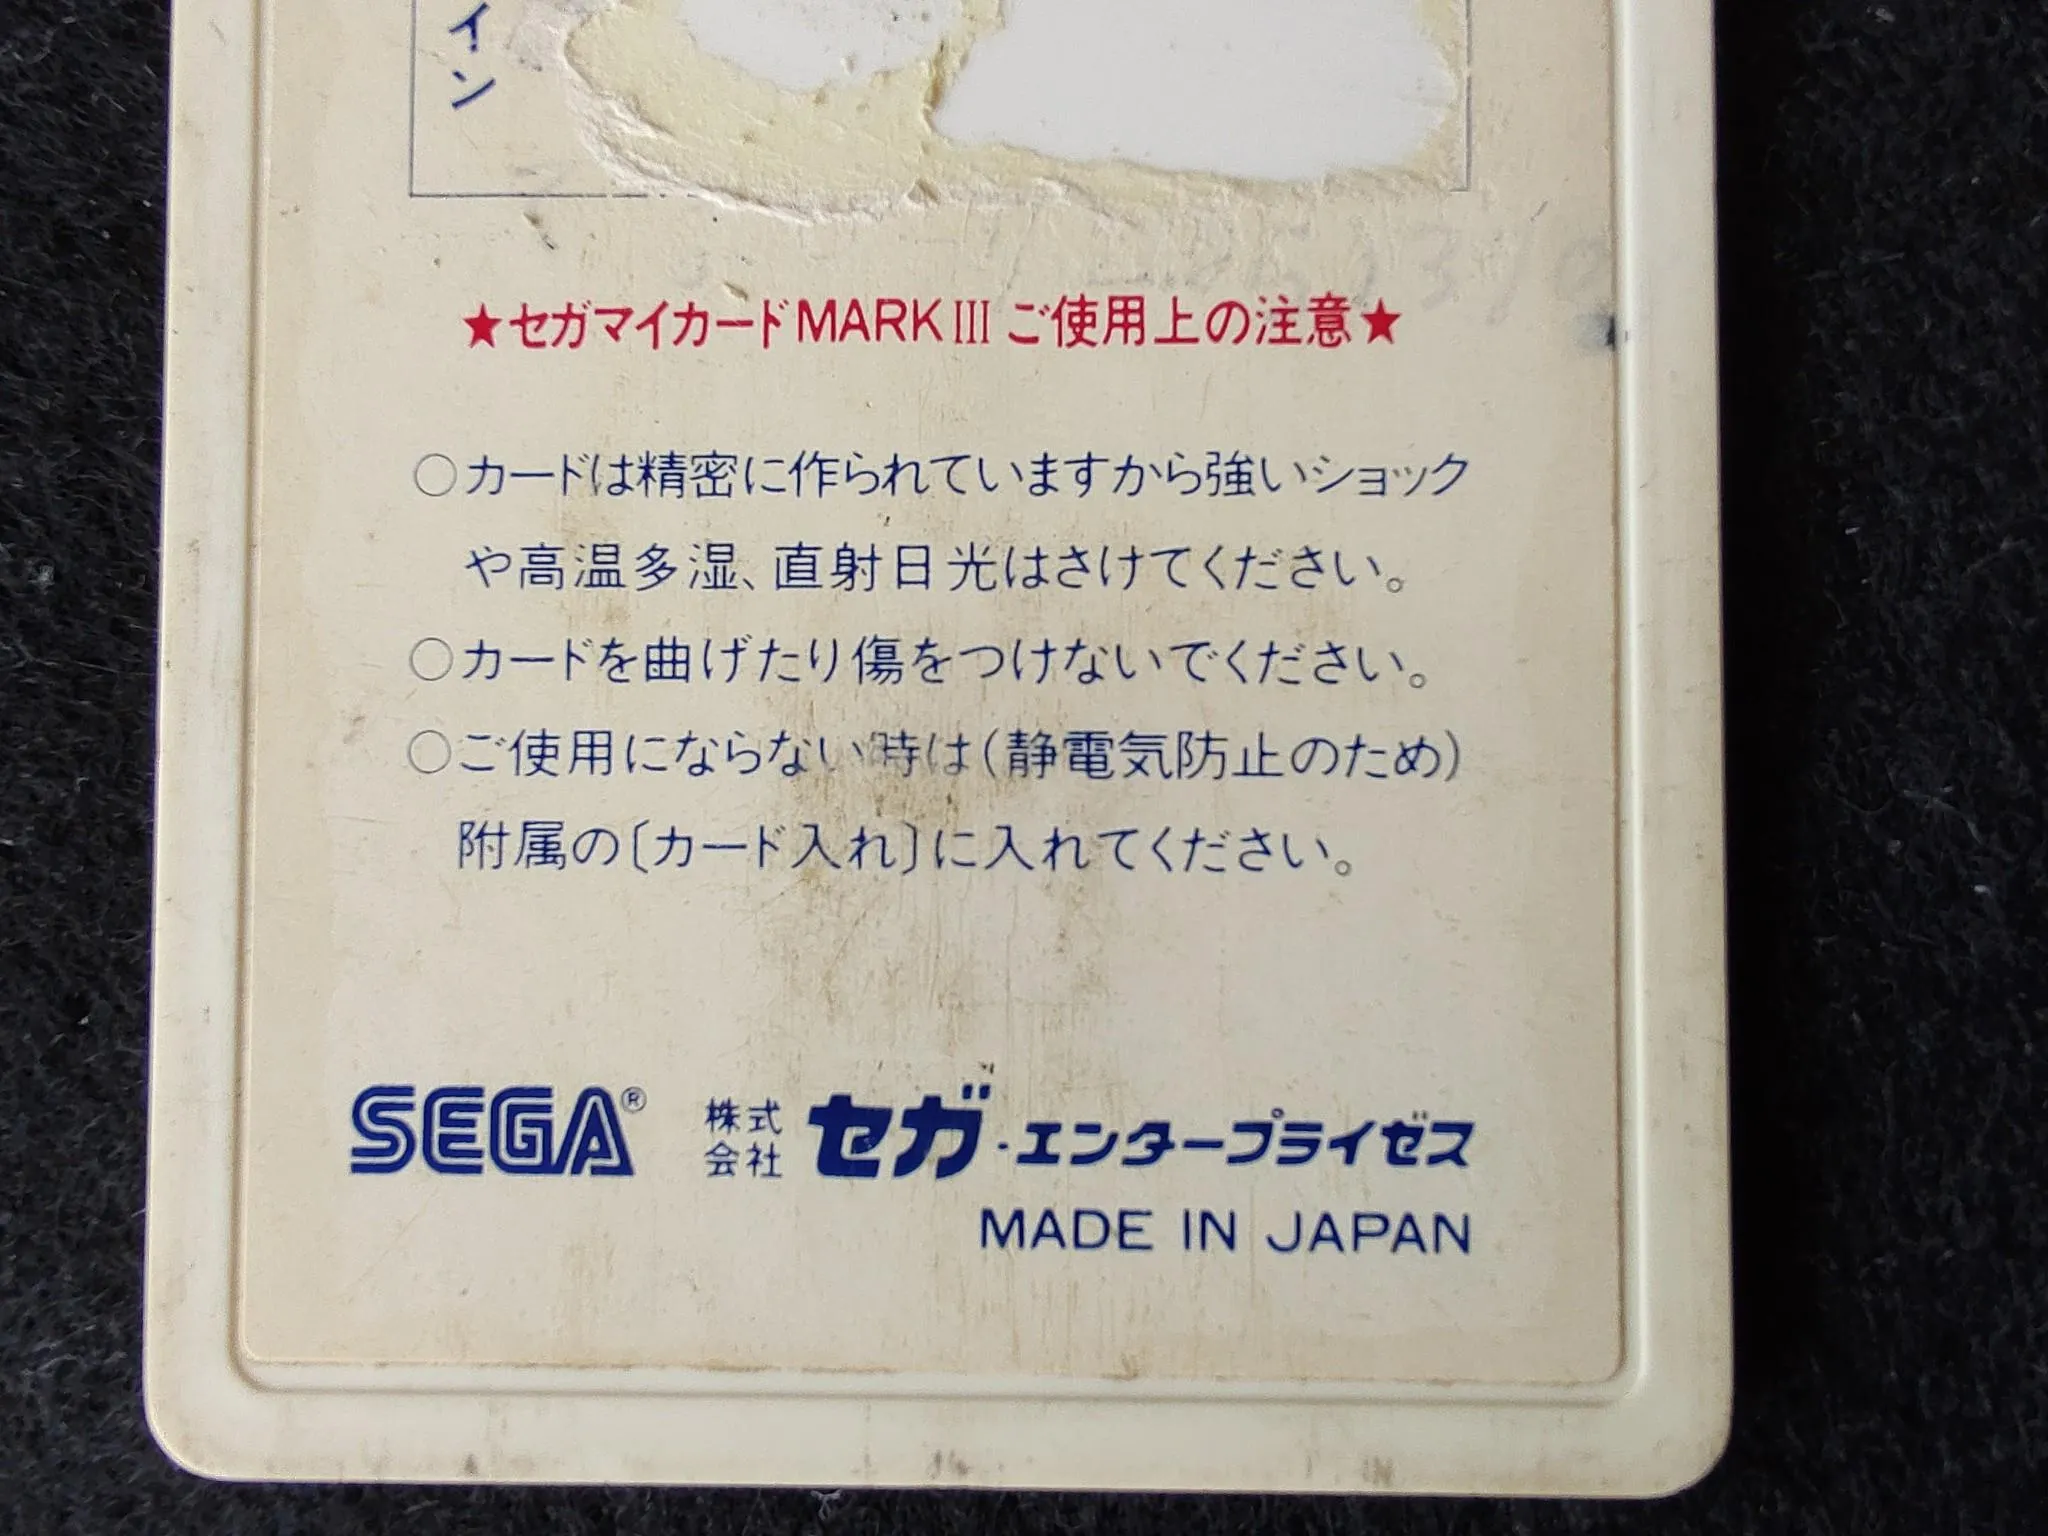 イン
★セガマイカードMARK III ご使用上の注意★
○カードは精密に作られていますから強いショック
や高温多湿、直射日光はさけてください。
○カードを曲げたり傷をつけないでください。
○ご使用にならない時は(静電気防止のため)
附属の〔カード入れ〕に入れてください。
SEGA® 株式会社 セガ・エンタープライゼス
MADE IN JAPAN